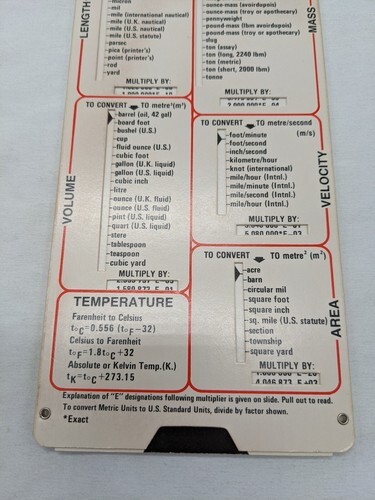 LENGTH
micron
mil
mile (international nautical)
mile (U.K. nautical)
mile (U.S. nautical)
mile (U.S. statute)
parsec
pica (printer's)
point (printer's)
rod
yard
MULTIPLY BY:
MASS
ounce-mass (avoirdupois)
ounce-mass (troy or apothecary)
pennyweight
pound-mass (lbm avoirdupois)
pound-mass (troy or apothecary)
slug
ton (assay)
ton (long, 2240 lbm)
ton (metric)
ton (short, 2000 lbm)
tonne
MULTIPLY BY:
VOLUME
TO CONVERT TO metre³(m³)
barrel (oil, 42 gal)
board foot
bushel (U.S.)
cup
fluid ounce (U.S.)
cubic foot
gallon (U.K. liquid)
gallon (U.S. liquid)
cubic inch
litre
ounce (U.K. fluid)
ounce (U.S. fluid)
pint (U.S. liquid)
quart (U.S. liquid)
stere
tablespoon
teaspoon
cubic yard
MULTIPLY BY:
VELOCITY
TO CONVERT TO metre/second
(m/s)
foot/minute
foot/second
inch/second
kilometre/hour
knot (international)
mile/hour (Intnl.)
mile/minute (Intnl.)
mile/second (Intnl.)
mile/hour (U.S.)
MULTIPLY BY:
AREA
TO CONVERT TO metre² (m²)
acre
barn
circular mil
square foot
square inch
sq. mile (U.S. statute)
section
township
square yard
MULTIPLY BY:
TEMPERATURE
Farenheit to Celsius
t°C=0.556 (t°F−32)
Celsius to Farenheit
t°F=1.8t°C+32
Absolute or Kelvin Temp.(K.)
tK=t°C+273.15
Explanation of "E" designations following multiplier is given on slide. Pull out to read.
To convert Metric Units to U.S. Standard Units, divide by factor shown.
*Exact